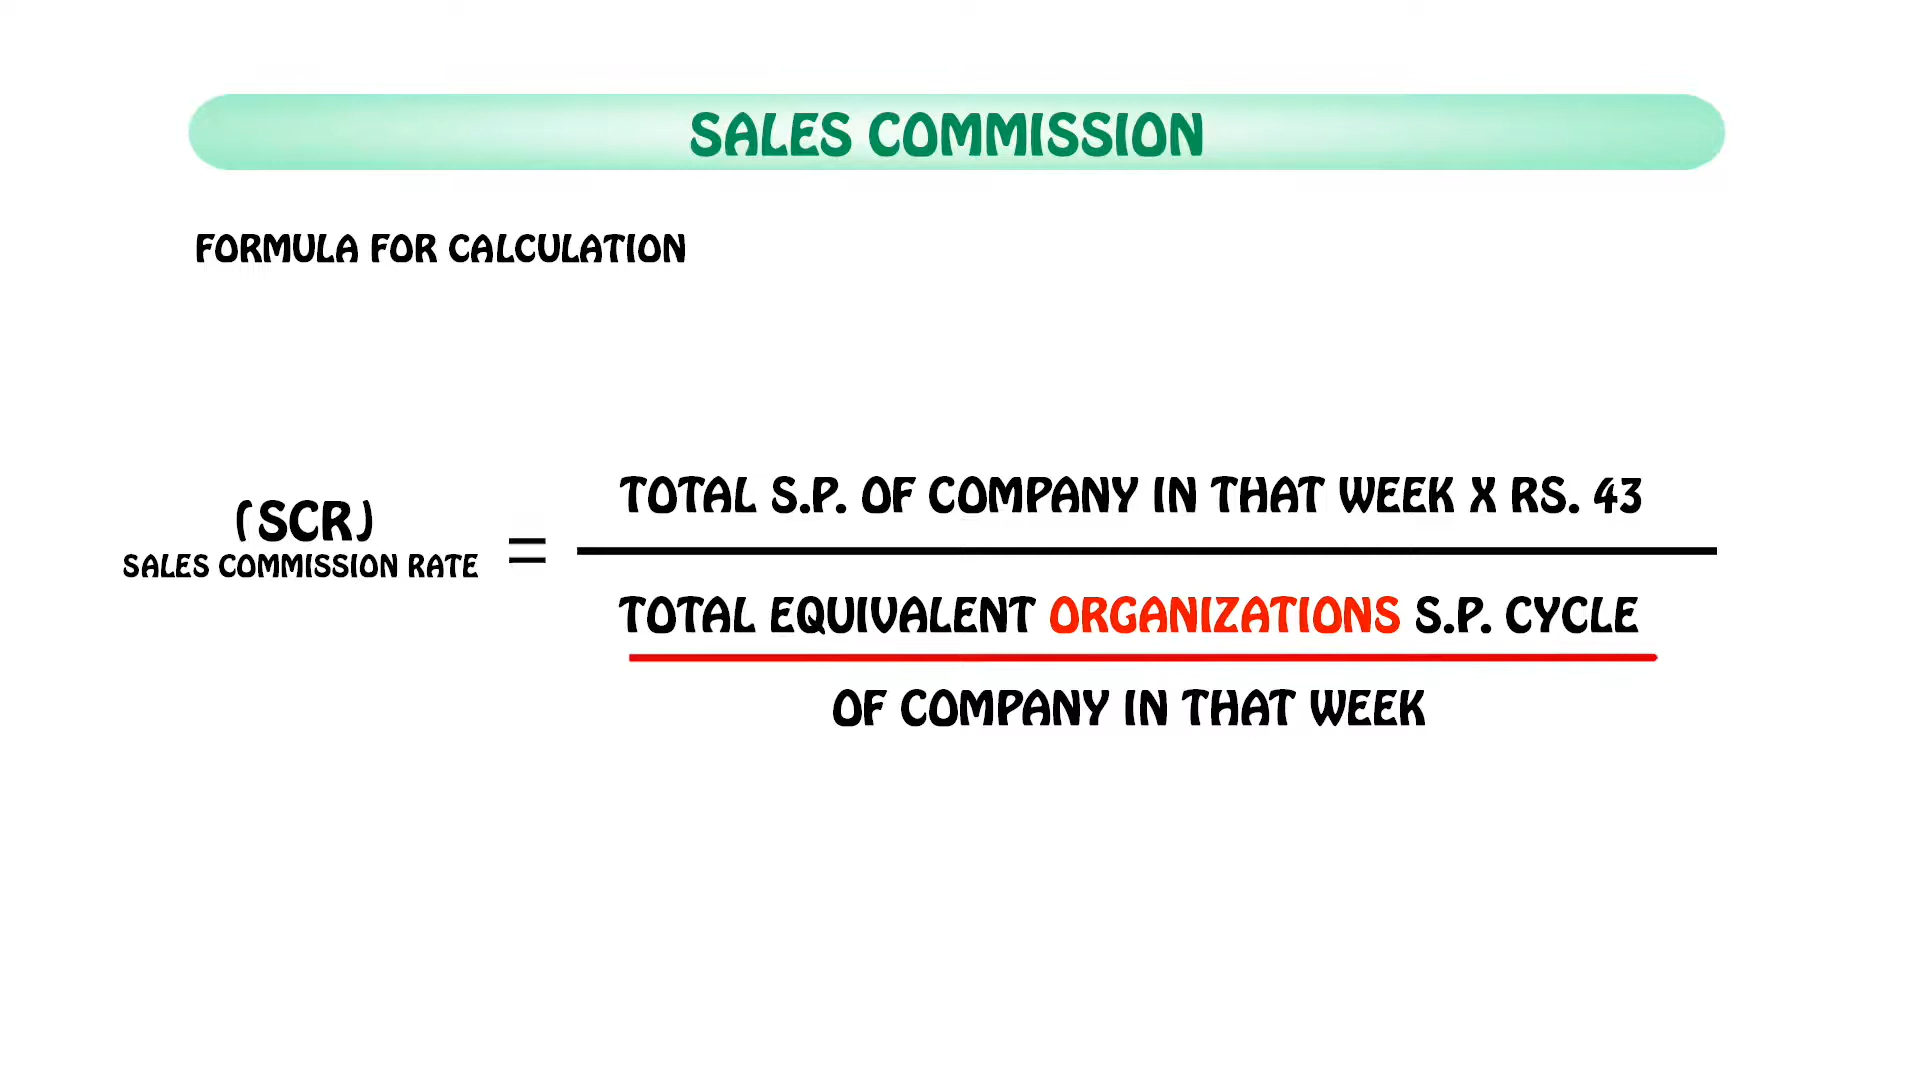 SALES COMMISSION
FORMULA FOR CALCULATION
(SCR)
SALES COMMISSION RATE
=
TOTAL S.P. OF COMPANY IN THAT WEEK X RS. 43
TOTAL EQUIVALENT ORGANIZATIONS S.P. CYCLE
OF COMPANY IN THAT WEEK